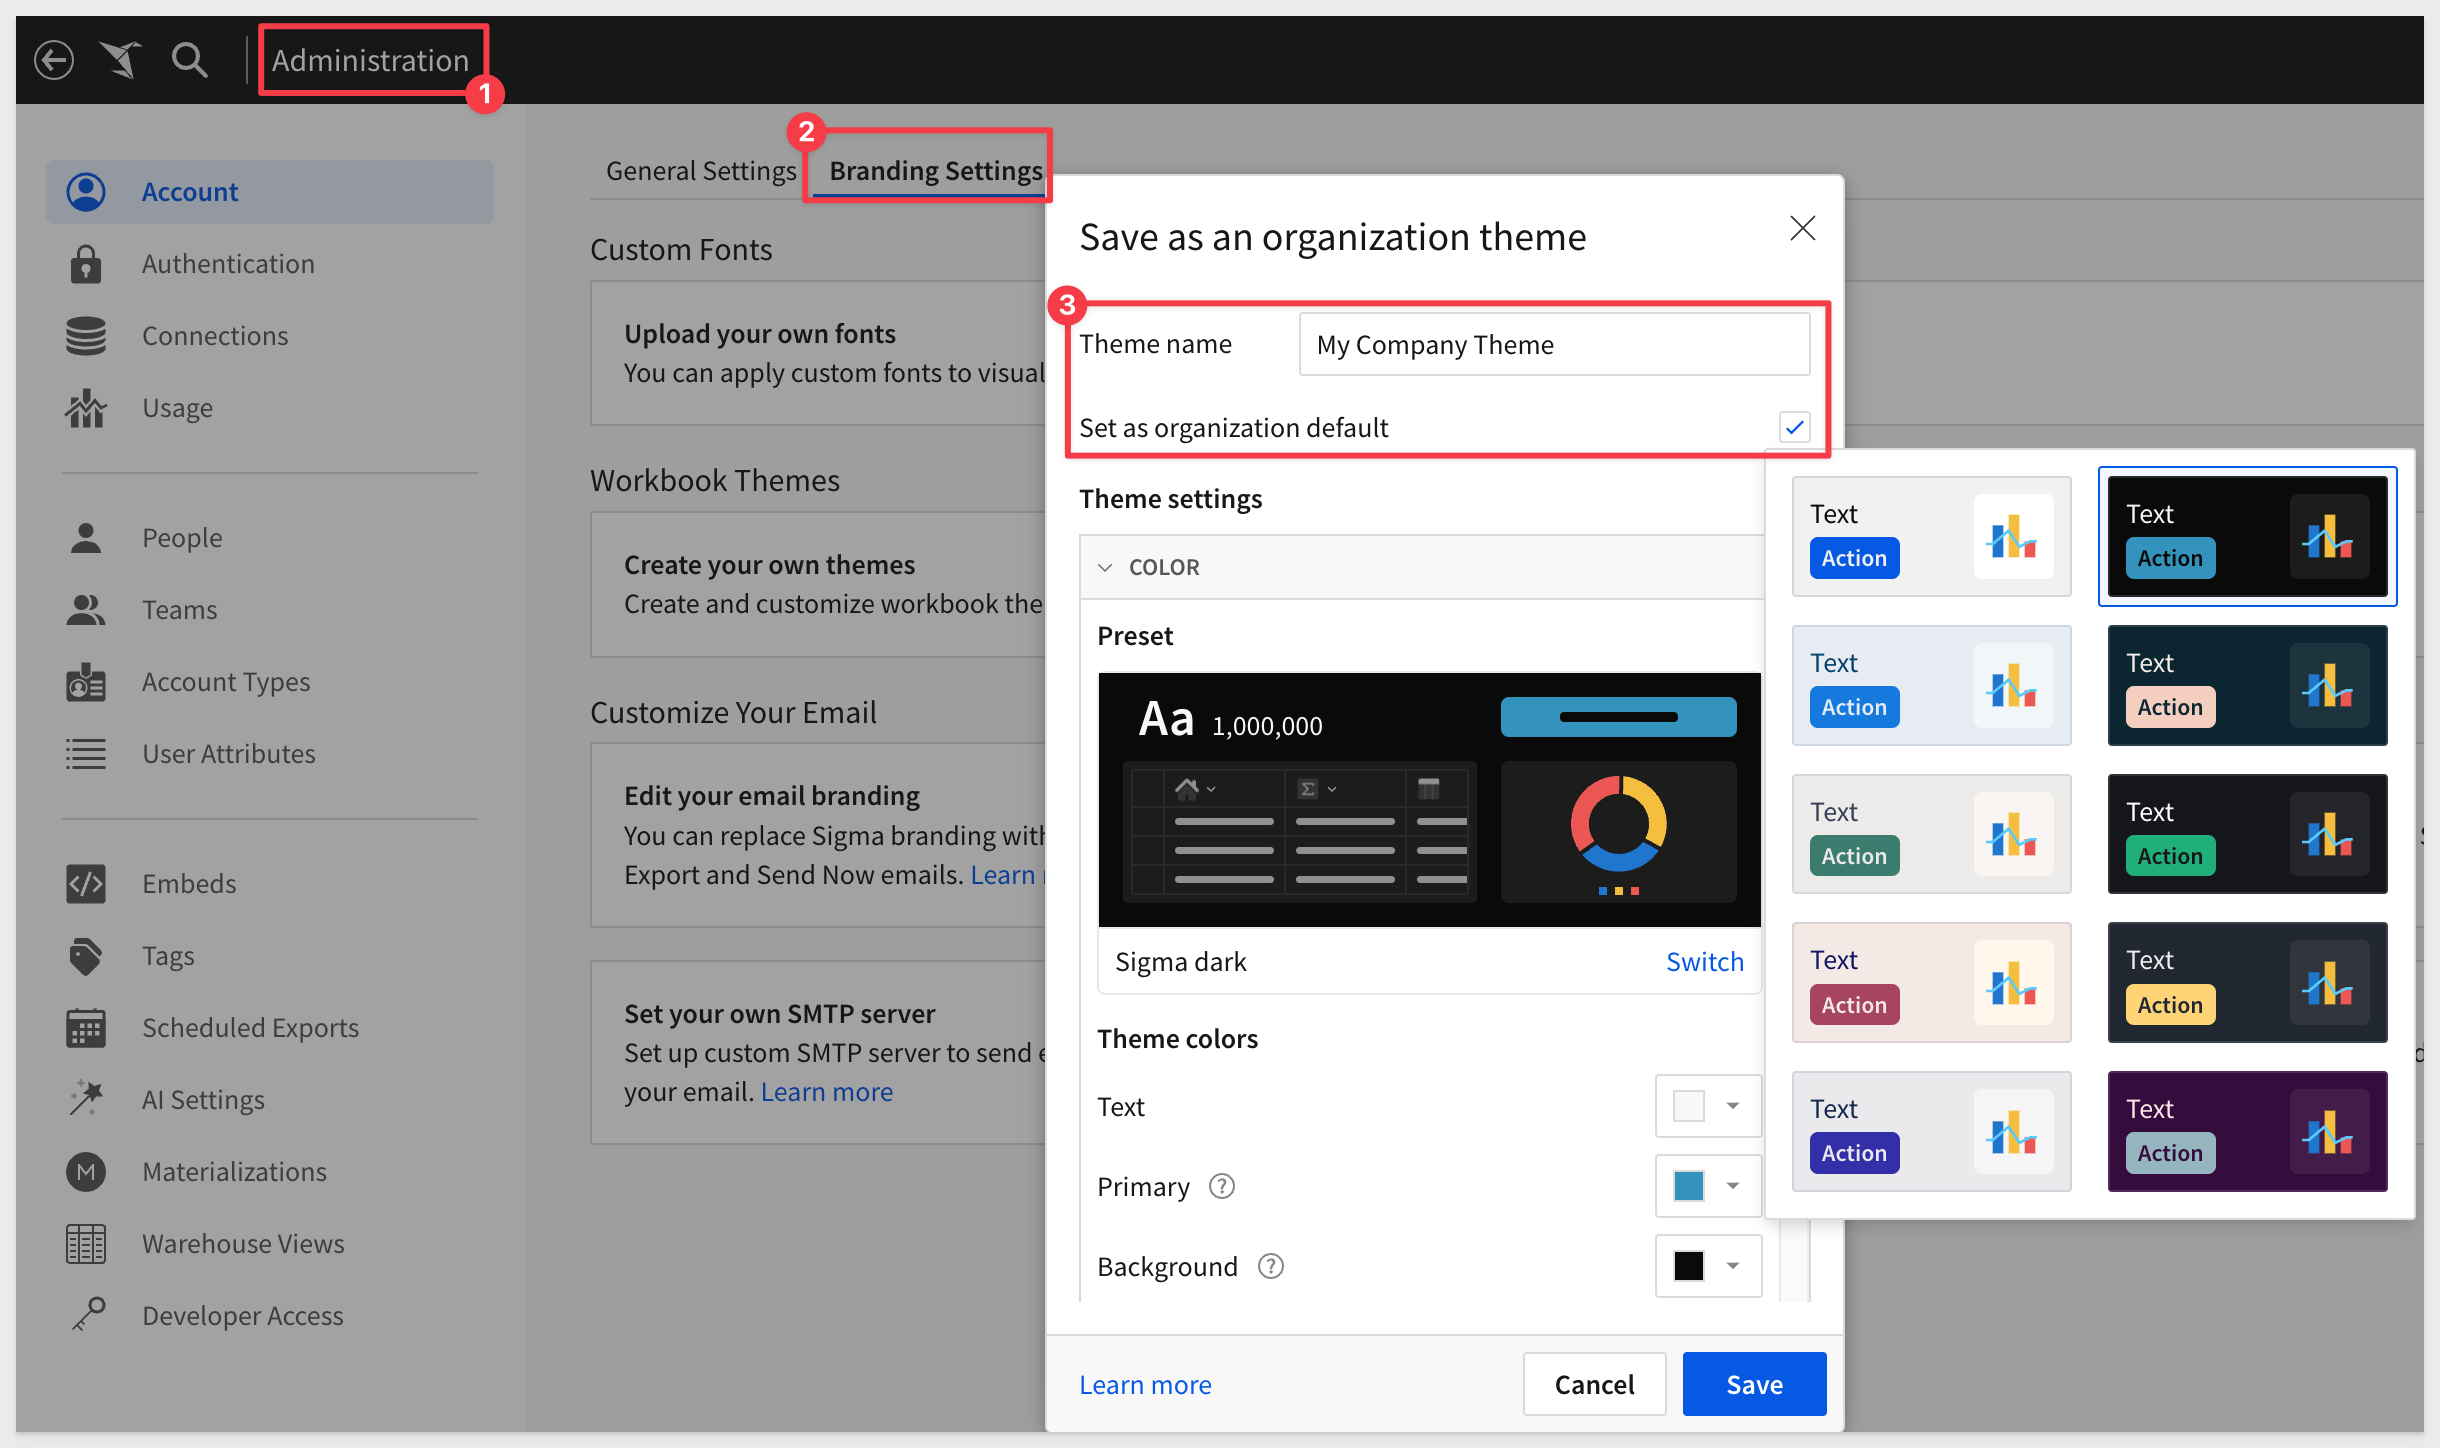 Administration
1
Account
Authentication
Connections
Usage
People
Teams
Account Types
User Attributes
Embeds
Tags
Scheduled Exports
AI Settings
M
Materializations
Warehouse Views
Developer Access
General Settings
2
Branding Settings
Custom Fonts
Upload your own fonts
You can apply custom fonts to visual
Workbook Themes
Create your own themes
Create and customize workbook the
Customize Your Email
Edit your email branding
You can replace Sigma branding with
Export and Send Now emails. Learn
Set your own SMTP server
Set up custom SMTP server to send e
your email. Learn more
Save as an organization theme
3
Theme name
My Company Theme
Set as organization default
Theme settings
COLOR
Preset
Aa 1,000,000
Σ
Sigma dark
Switch
Theme colors
Text
Primary ?
Background ?
Learn more
Cancel
Save
Text
Action
Text
Action
Text
Action
Text
Action
Text
Action
Text
Action
Text
Action
Text
Action
Text
Action
Text
Action